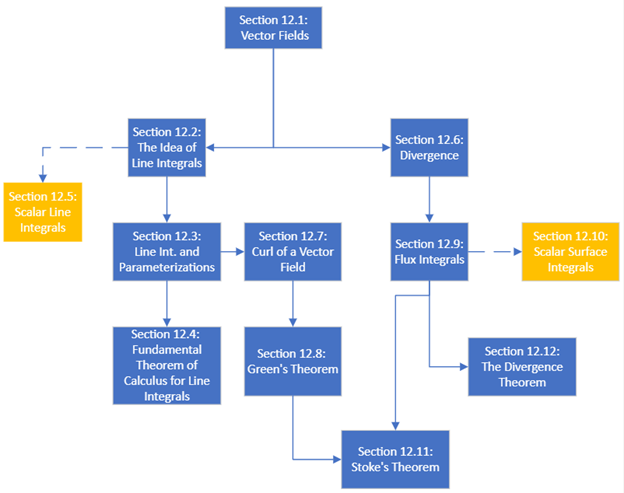 Section 12.1:
Vector Fields
Section 12.2:
The Idea of
Line Integrals
Section 12.6:
Divergence
Section 12.5:
Scalar Line
Integrals
Section 12.3:
Line Int. and
Parameterizations
Section 12.7:
Curl of a Vector
Field
Section 12.9:
Flux Integrals
Section 12.10:
Scalar Surface
Integrals
Section 12.4:
Fundamental
Theorem of
Calculus for Line
Integrals
Section 12.8:
Green's Theorem
Section 12.12:
The Divergence
Theorem
Section 12.11:
Stoke's Theorem